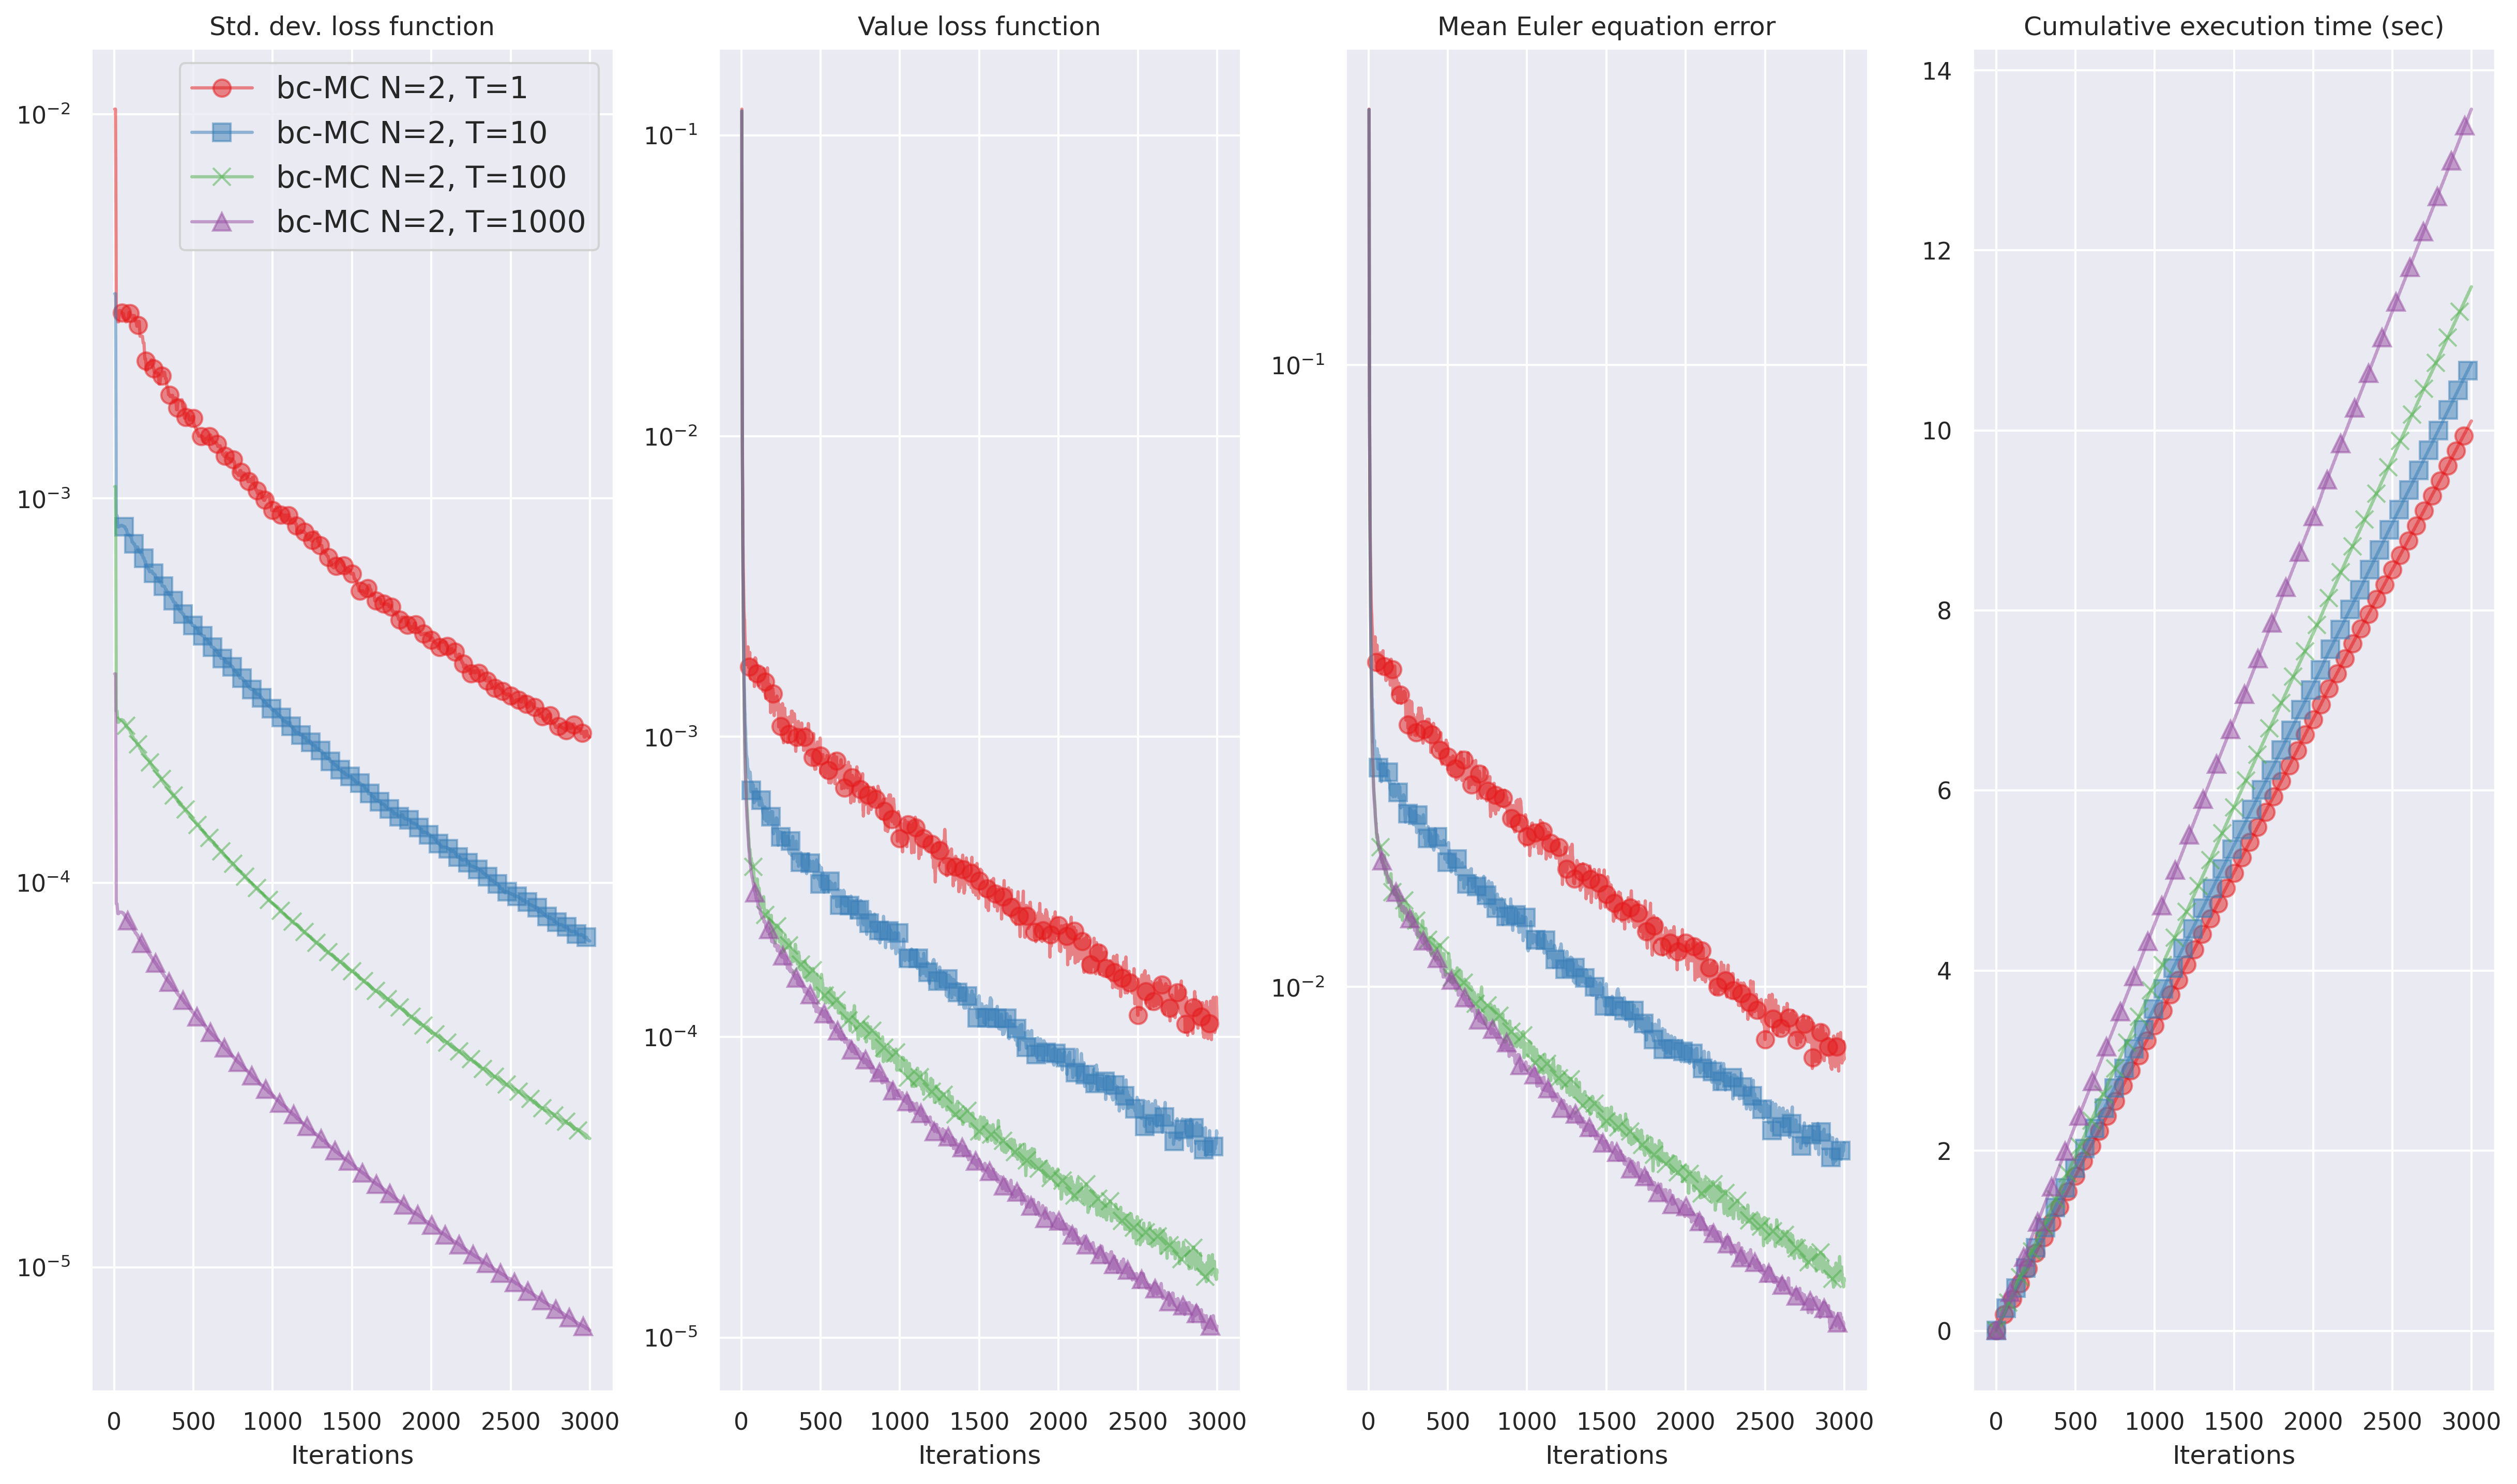 Std. dev. loss function
bc-MC N=2, T=1
bc-MC N=2, T=10
bc-MC N=2, T=100
bc-MC N=2, T=1000
10⁻²
10⁻³
10⁻⁴
10⁻⁵
0 500 1000 1500 2000 2500 3000
Iterations
Value loss function
10⁻¹
10⁻²
10⁻³
10⁻⁴
10⁻⁵
0 500 1000 1500 2000 2500 3000
Iterations
Mean Euler equation error
10⁻¹
10⁻²
0 500 1000 1500 2000 2500 3000
Iterations
Cumulative execution time (sec)
14
12
10
8
6
4
2
0
0 500 1000 1500 2000 2500 3000
Iterations